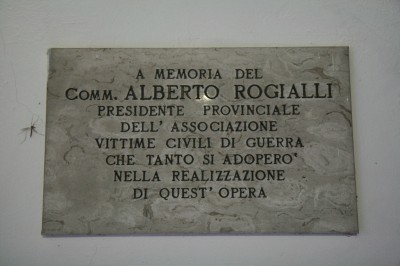 A MEMORIA DEL
COMM. ALBERTO ROGIALLI
PRESIDENTE PROVINCIALE
DELL' ASSOCIAZIONE
VITTIME CIVILI DI GUERRA
CHE TANTO SI ADOPERO'
NELLA REALIZZAZIONE
DI QUEST' OPERA